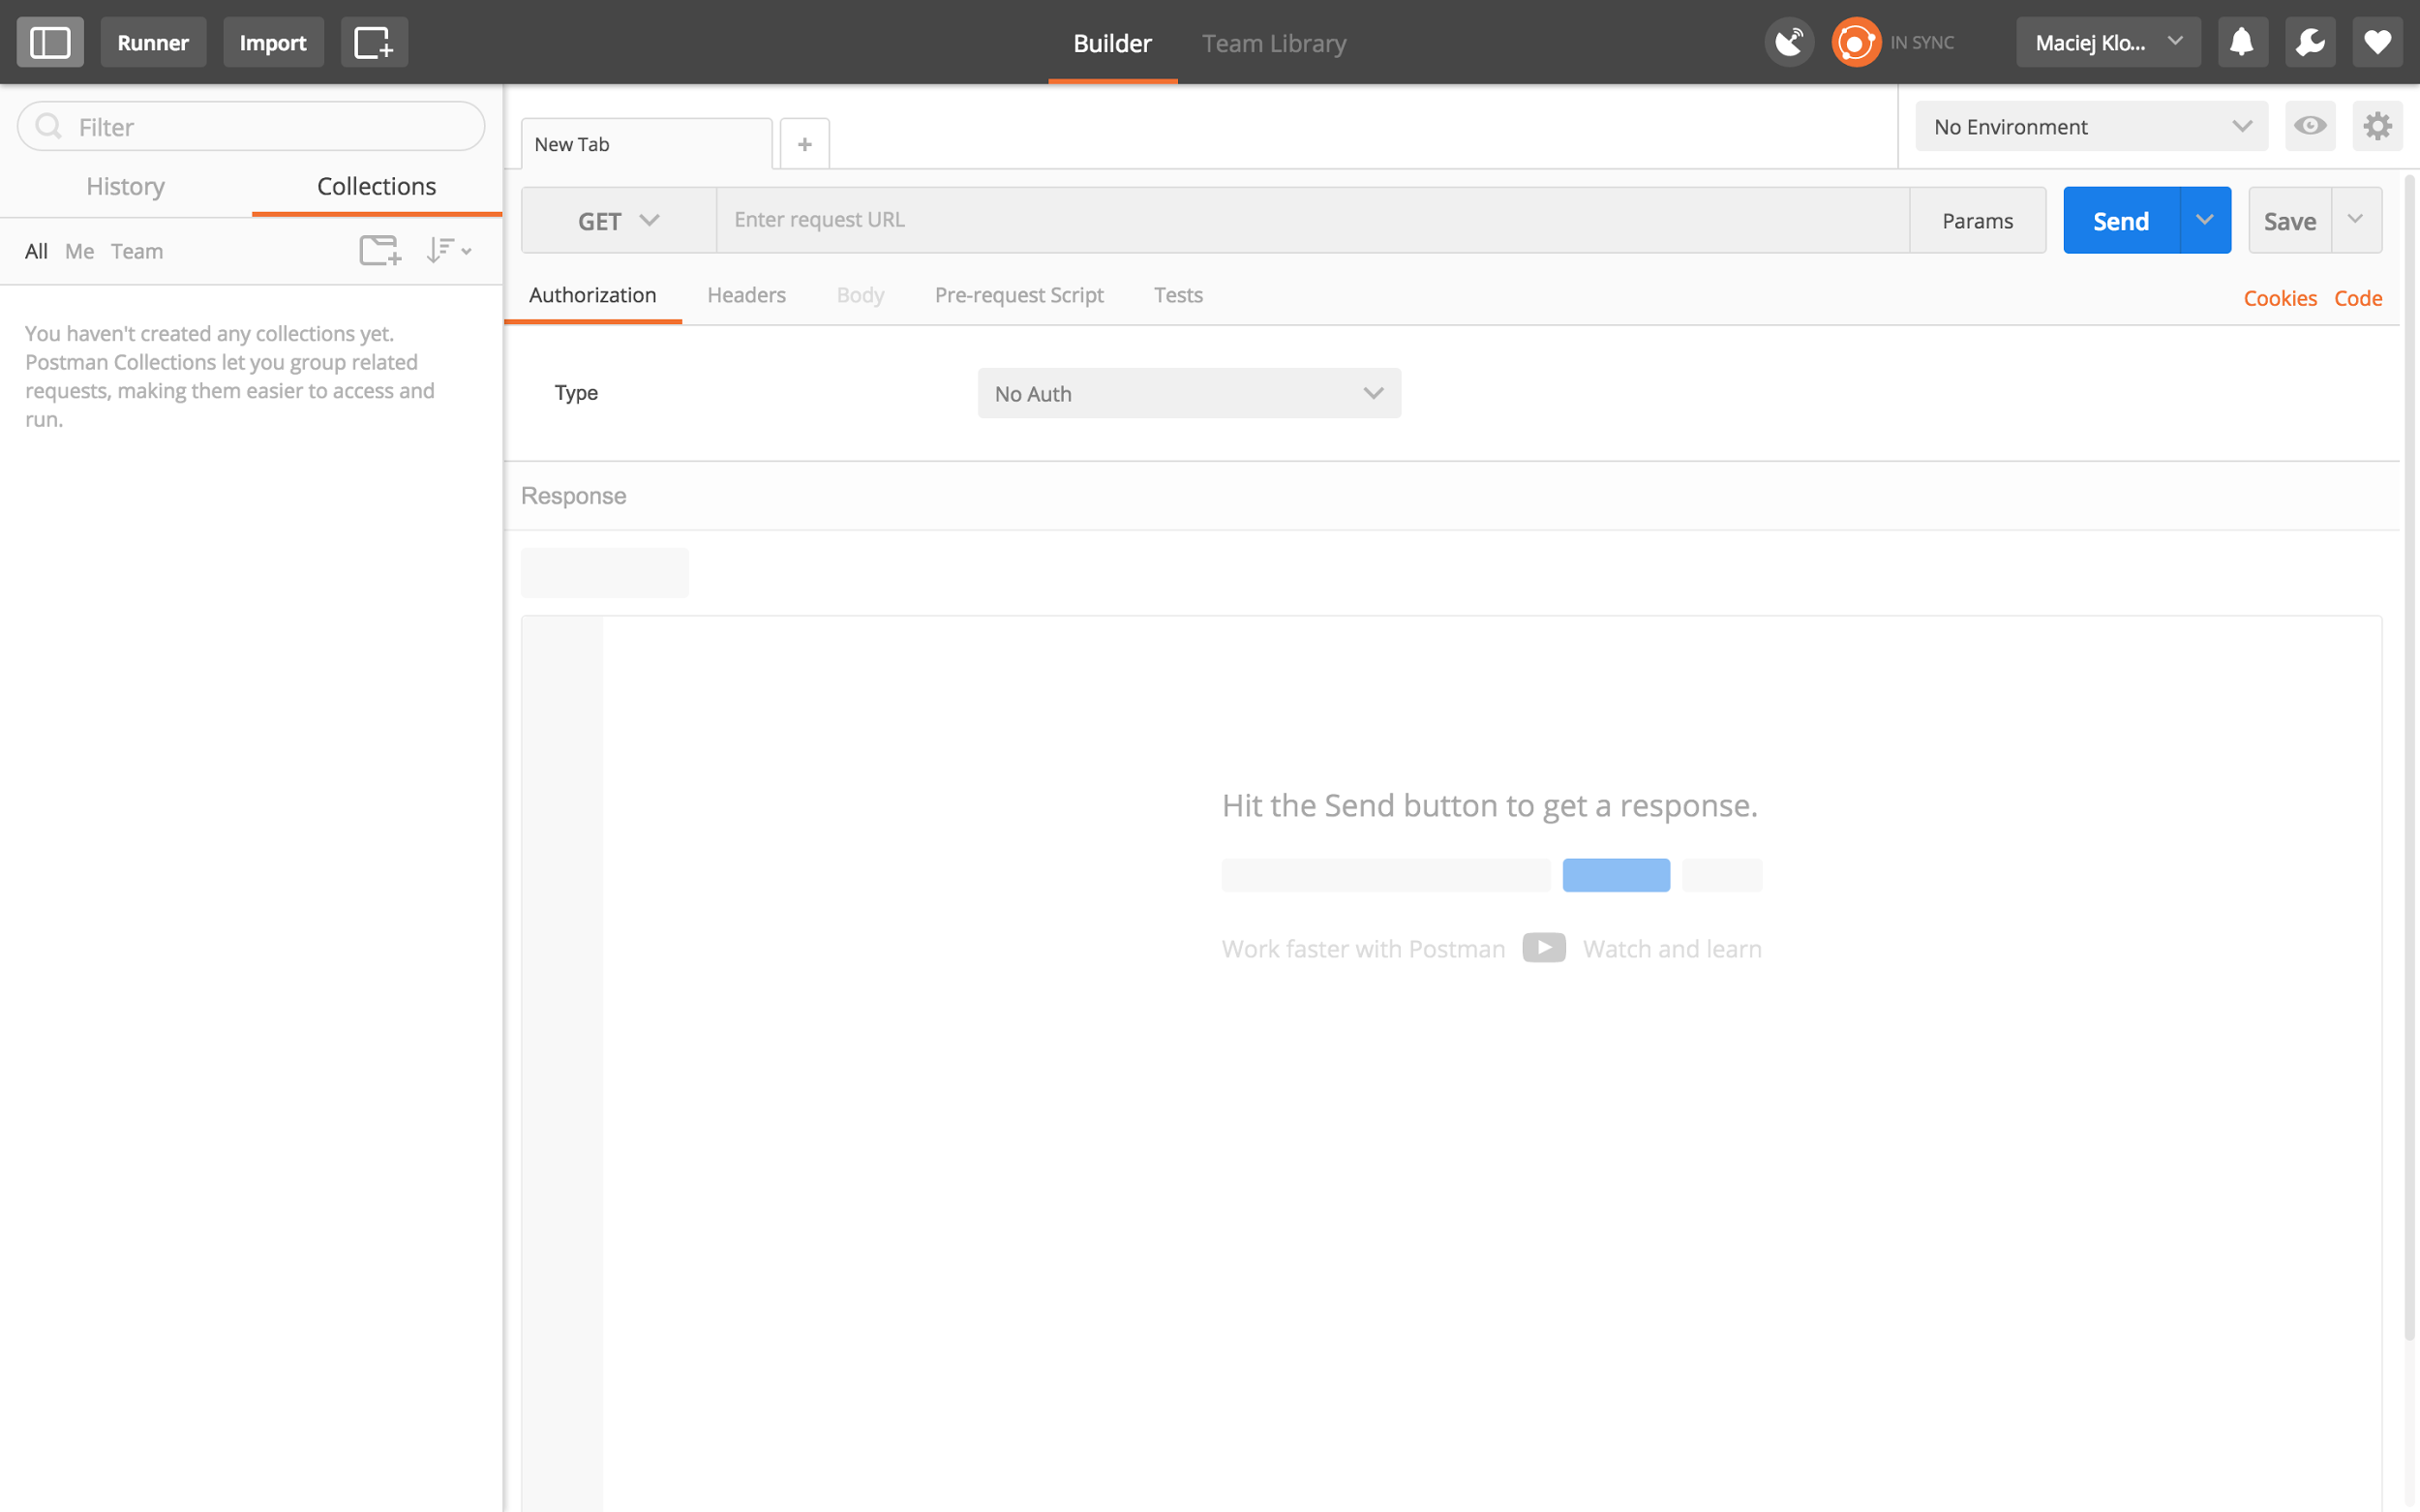 Runner Import Builder Team Library IN SYNC Maciej Klo...
Filter
History Collections
All Me Team
You haven't created any collections yet.
Postman Collections let you group related
requests, making them easier to access and
run.
New Tab + No Environment
GET Enter request URL Params Send Save
Authorization Headers Body Pre-request Script Tests Cookies Code
Type No Auth
Response
Hit the Send button to get a response.
Work faster with Postman Watch and learn